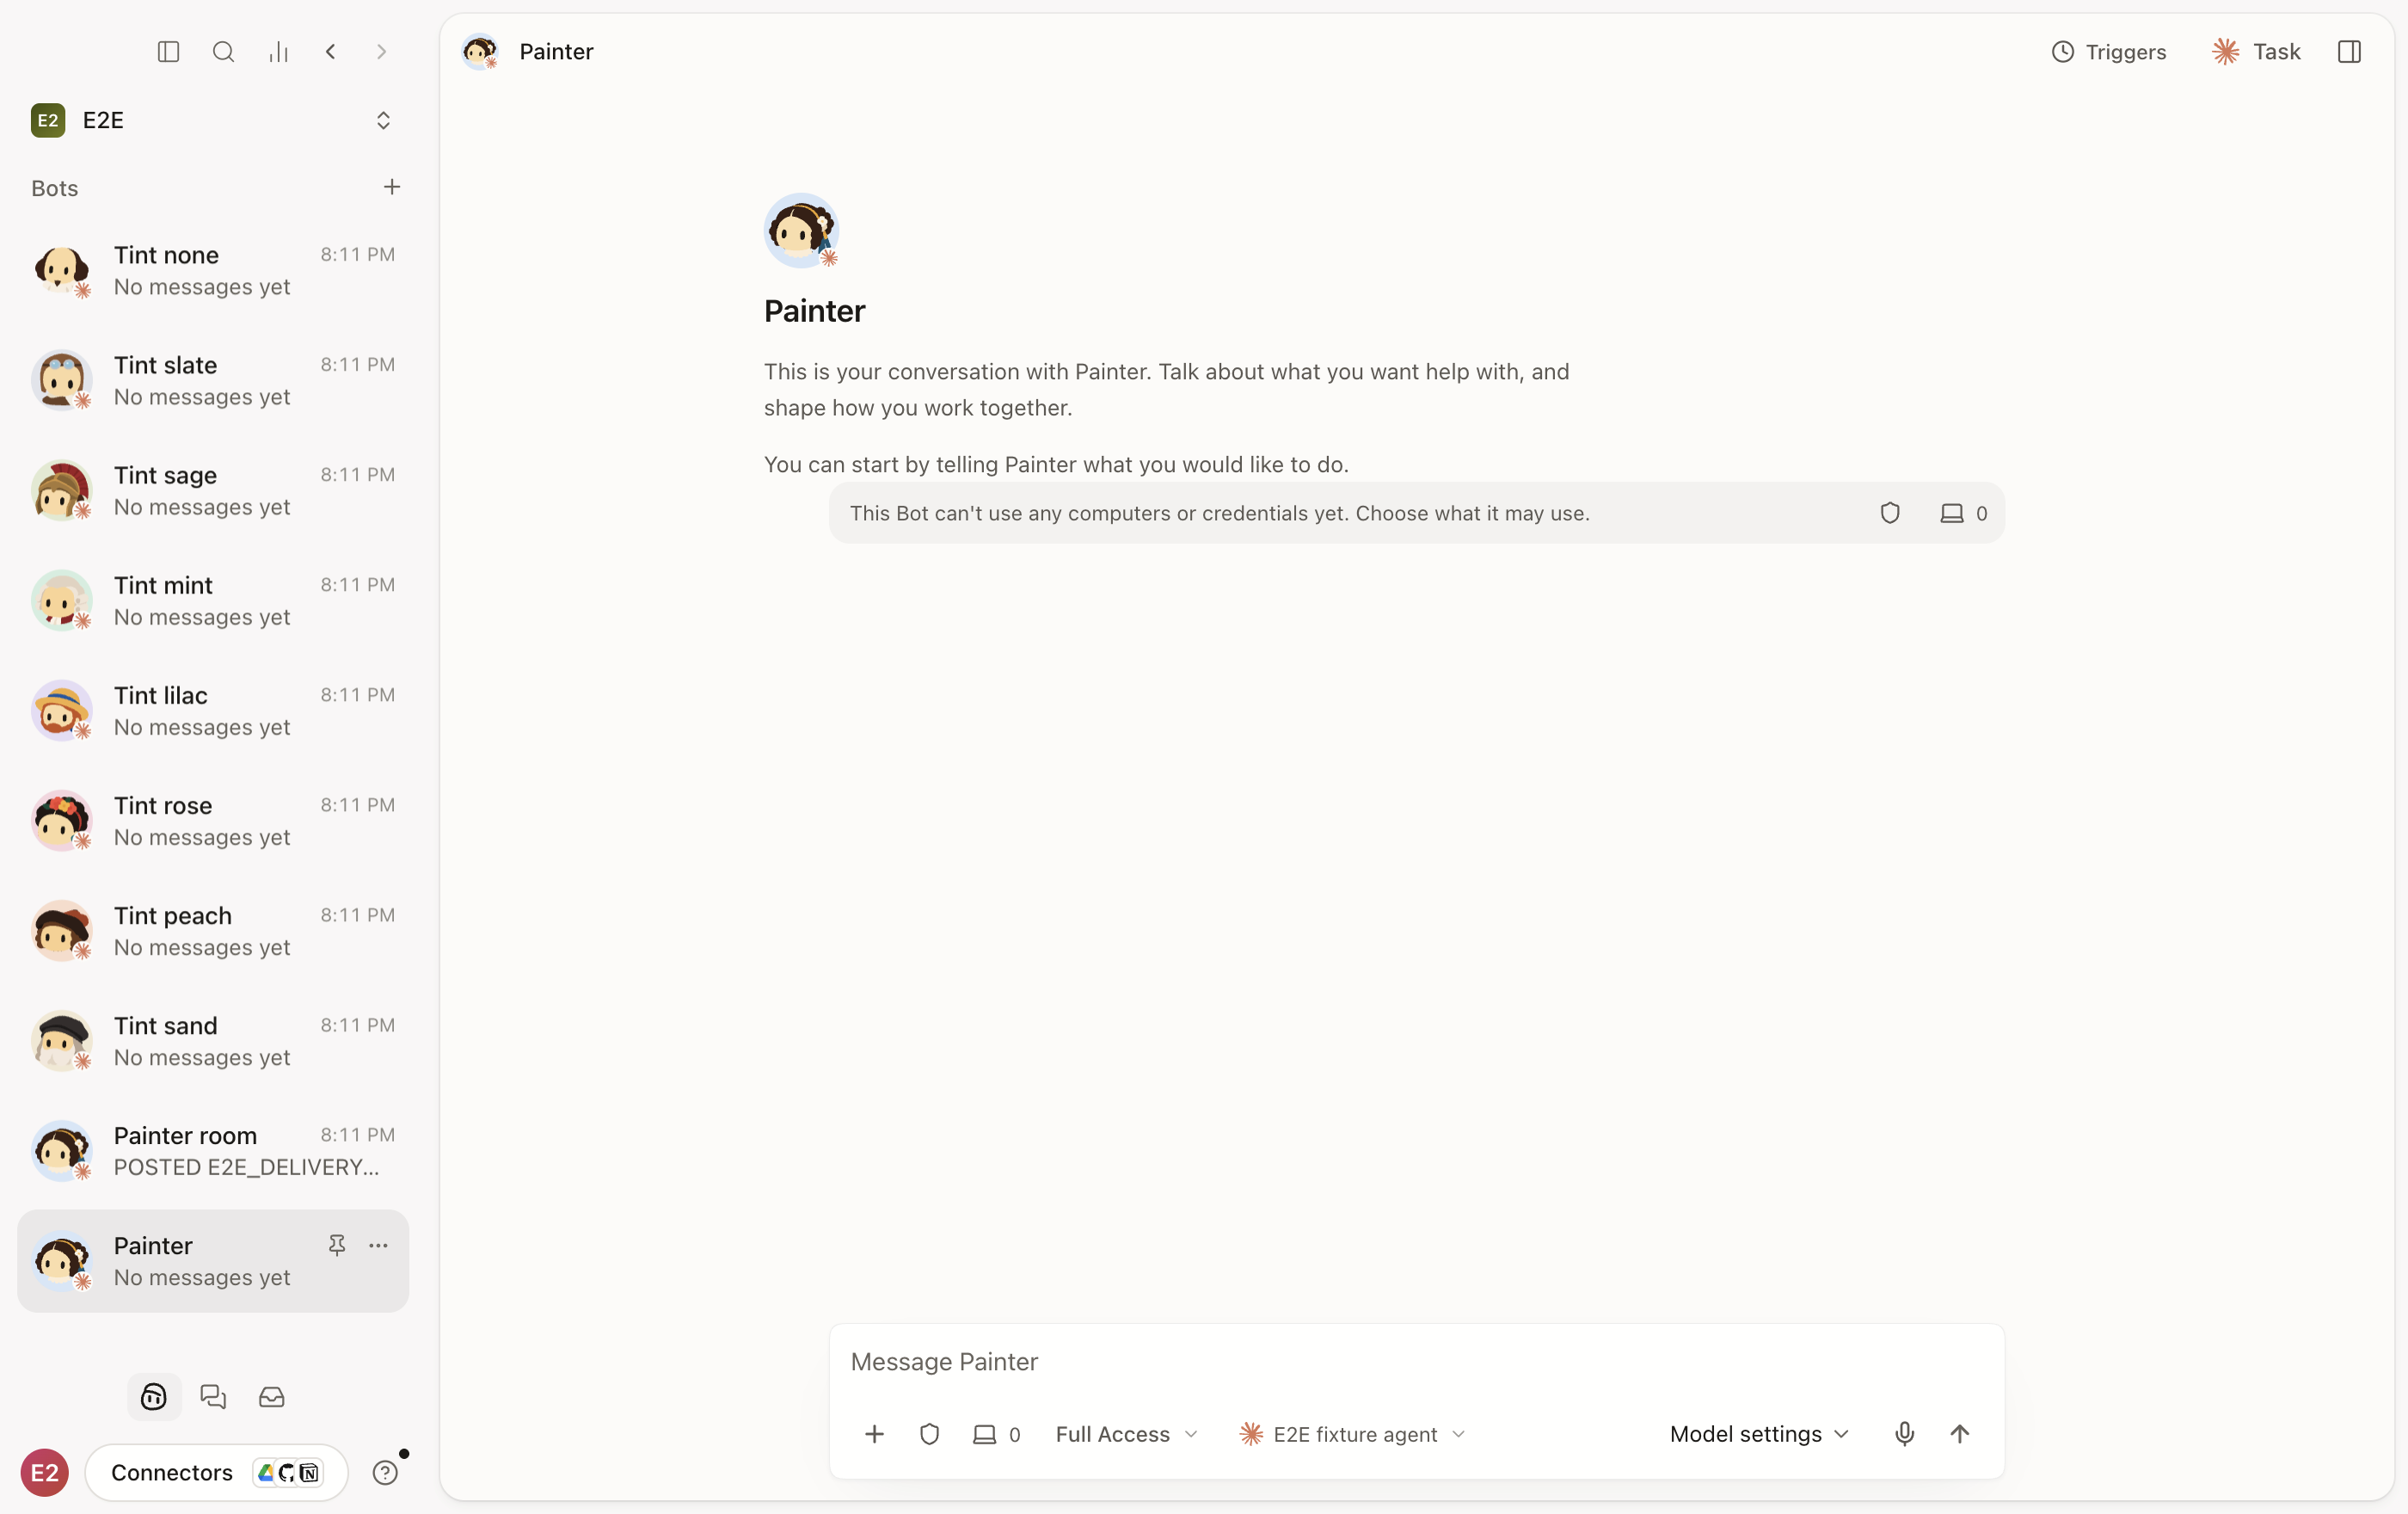 Painter
Triggers
Task
E2 E2E
Bots
Tint none 8:11 PM
No messages yet
Tint slate 8:11 PM
No messages yet
Tint sage 8:11 PM
No messages yet
Tint mint 8:11 PM
No messages yet
Tint lilac 8:11 PM
No messages yet
Tint rose 8:11 PM
No messages yet
Tint peach 8:11 PM
No messages yet
Tint sand 8:11 PM
No messages yet
Painter room 8:11 PM
POSTED E2E_DELIVERY...
Painter
No messages yet
E2 Connectors
Painter
This is your conversation with Painter. Talk about what you want help with, and
shape how you work together.
You can start by telling Painter what you would like to do.
This Bot can't use any computers or credentials yet. Choose what it may use. 0
Message Painter
0 Full Access E2E fixture agent Model settings